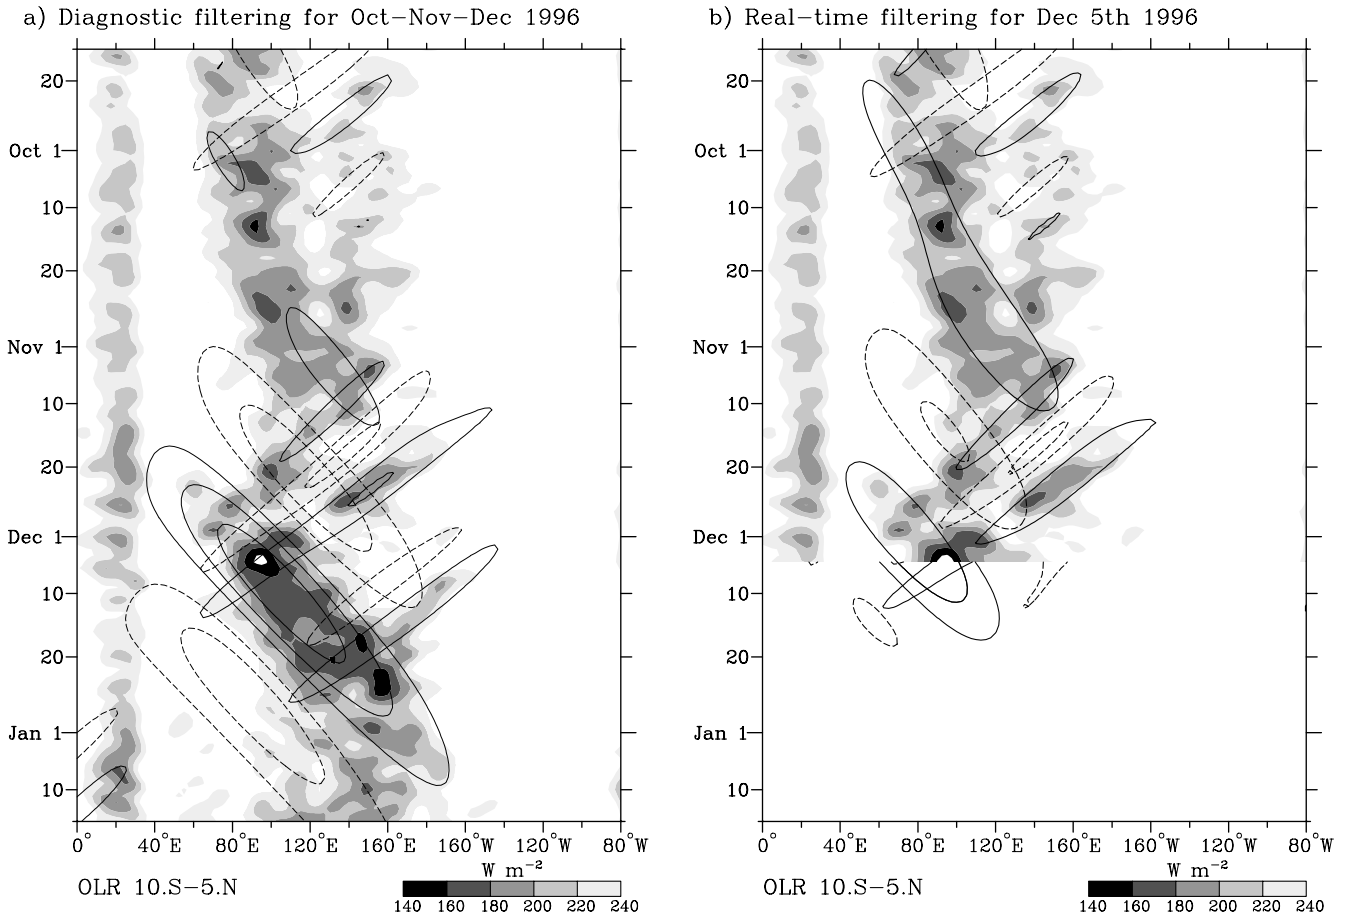 a) Diagnostic filtering for Oct−Nov−Dec 1996
20
Oct 1
10
20
Nov 1
10
20
Dec 1
10
20
Jan 1
10
0° 40°E 80°E 120°E 160°E 160°W 120°W 80°W
W m⁻²
OLR 10.S−5.N
140 160 180 200 220 240
b) Real−time filtering for Dec 5th 1996
20
Oct 1
10
20
Nov 1
10
20
Dec 1
10
20
Jan 1
10
0° 40°E 80°E 120°E 160°E 160°W 120°W 80°W
W m⁻²
OLR 10.S−5.N
140 160 180 200 220 240